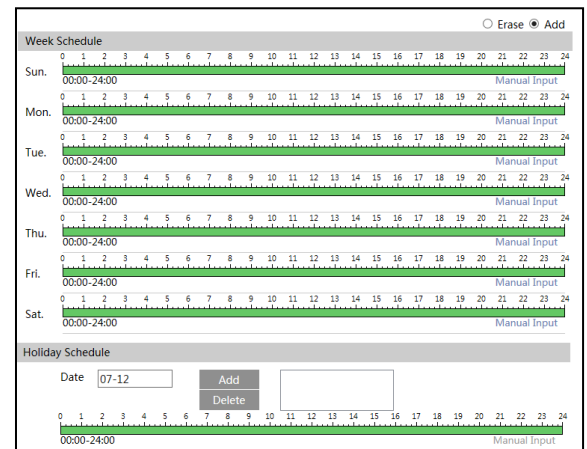 Erase Add
Week Schedule
0 1 2 3 4 5 6 7 8 9 10 11 12 13 14 15 16 17 18 19 20 21 22 23 24
Sun.
00:00-24:00 Manual Input
0 1 2 3 4 5 6 7 8 9 10 11 12 13 14 15 16 17 18 19 20 21 22 23 24
Mon.
00:00-24:00 Manual Input
0 1 2 3 4 5 6 7 8 9 10 11 12 13 14 15 16 17 18 19 20 21 22 23 24
Tue.
00:00-24:00 Manual Input
0 1 2 3 4 5 6 7 8 9 10 11 12 13 14 15 16 17 18 19 20 21 22 23 24
Wed.
00:00-24:00 Manual Input
0 1 2 3 4 5 6 7 8 9 10 11 12 13 14 15 16 17 18 19 20 21 22 23 24
Thu.
00:00-24:00 Manual Input
0 1 2 3 4 5 6 7 8 9 10 11 12 13 14 15 16 17 18 19 20 21 22 23 24
Fri.
00:00-24:00 Manual Input
0 1 2 3 4 5 6 7 8 9 10 11 12 13 14 15 16 17 18 19 20 21 22 23 24
Sat.
00:00-24:00 Manual Input
Holiday Schedule
Date 07-12 Add
Delete
0 1 2 3 4 5 6 7 8 9 10 11 12 13 14 15 16 17 18 19 20 21 22 23 24
00:00-24:00 Manual Input